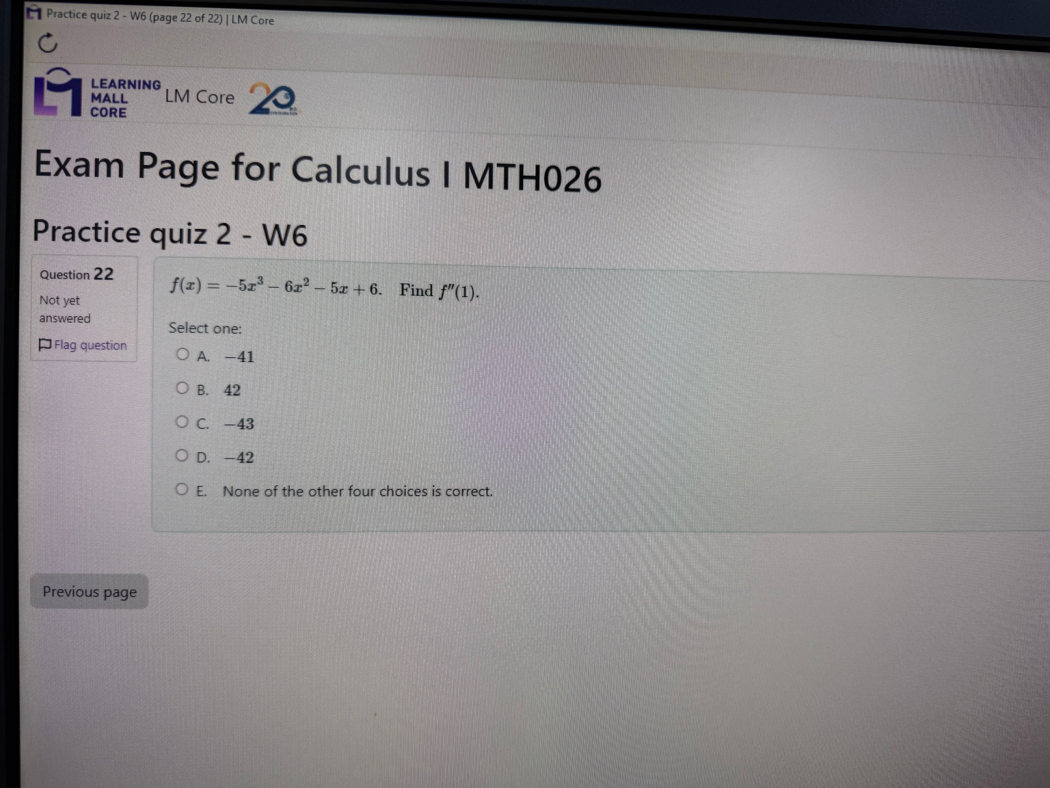 Practice quiz 2 - W6 (page 22 of 22) | LM Core
LEARNING
MALL
CORE
LM Core
20
Exam Page for Calculus I MTH026
Practice quiz 2 - W6
Question 22
Not yet
answered
Flag question
f(x) = −5x³ − 6x² − 5x + 6. Find f″(1).
Select one:
A. −41
B. 42
C. −43
D. −42
E. None of the other four choices is correct.
Previous page